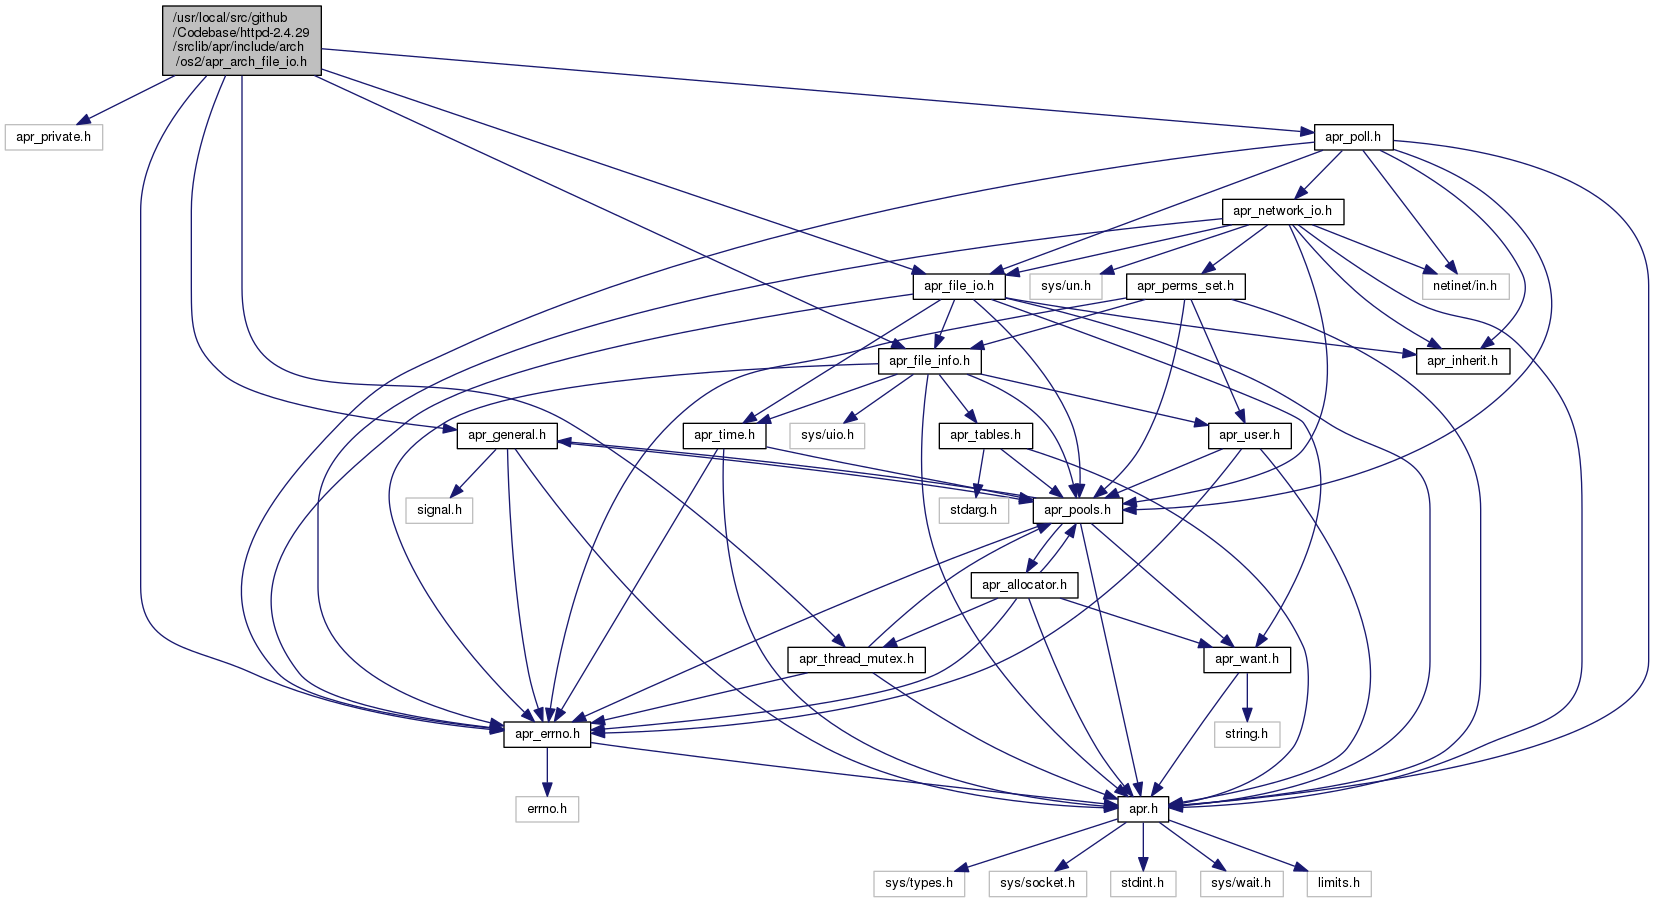 /usr/local/src/github
/Codebase/httpd-2.4.29
/srclib/apr/include/arch
/os2/apr_arch_file_io.h
apr_private.h
apr_poll.h
apr_network_io.h
apr_file_io.h
sys/un.h
apr_perms_set.h
netinet/in.h
apr_file_info.h
apr_inherit.h
apr_general.h
apr_time.h
sys/uio.h
apr_tables.h
apr_user.h
signal.h
stdarg.h
apr_pools.h
apr_allocator.h
apr_thread_mutex.h
apr_want.h
apr_errno.h
string.h
errno.h
apr.h
sys/types.h
sys/socket.h
stdint.h
sys/wait.h
limits.h